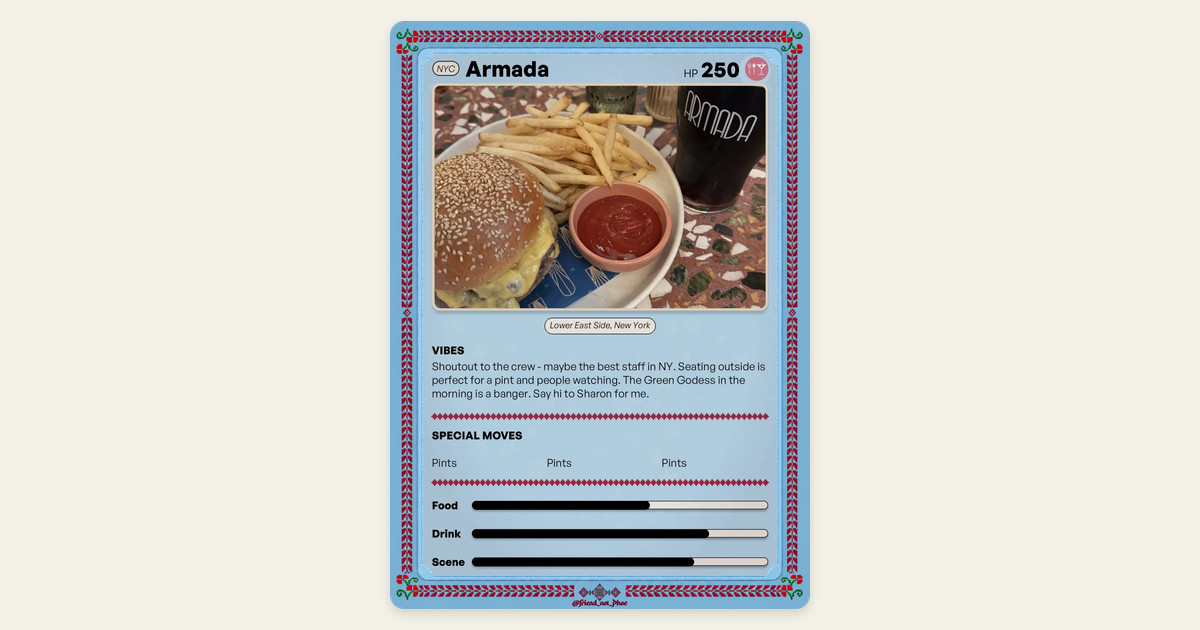 NYC Armada HP 250
ARMADA
Lower East Side, New York
VIBES
Shoutout to the crew - maybe the best staff in NY. Seating outside is
perfect for a pint and people watching. The Green Godess in the
morning is a banger. Say hi to Sharon for me.
SPECIAL MOVES
Pints Pints Pints
Food
Drink
Scene
@friend_not_phoe